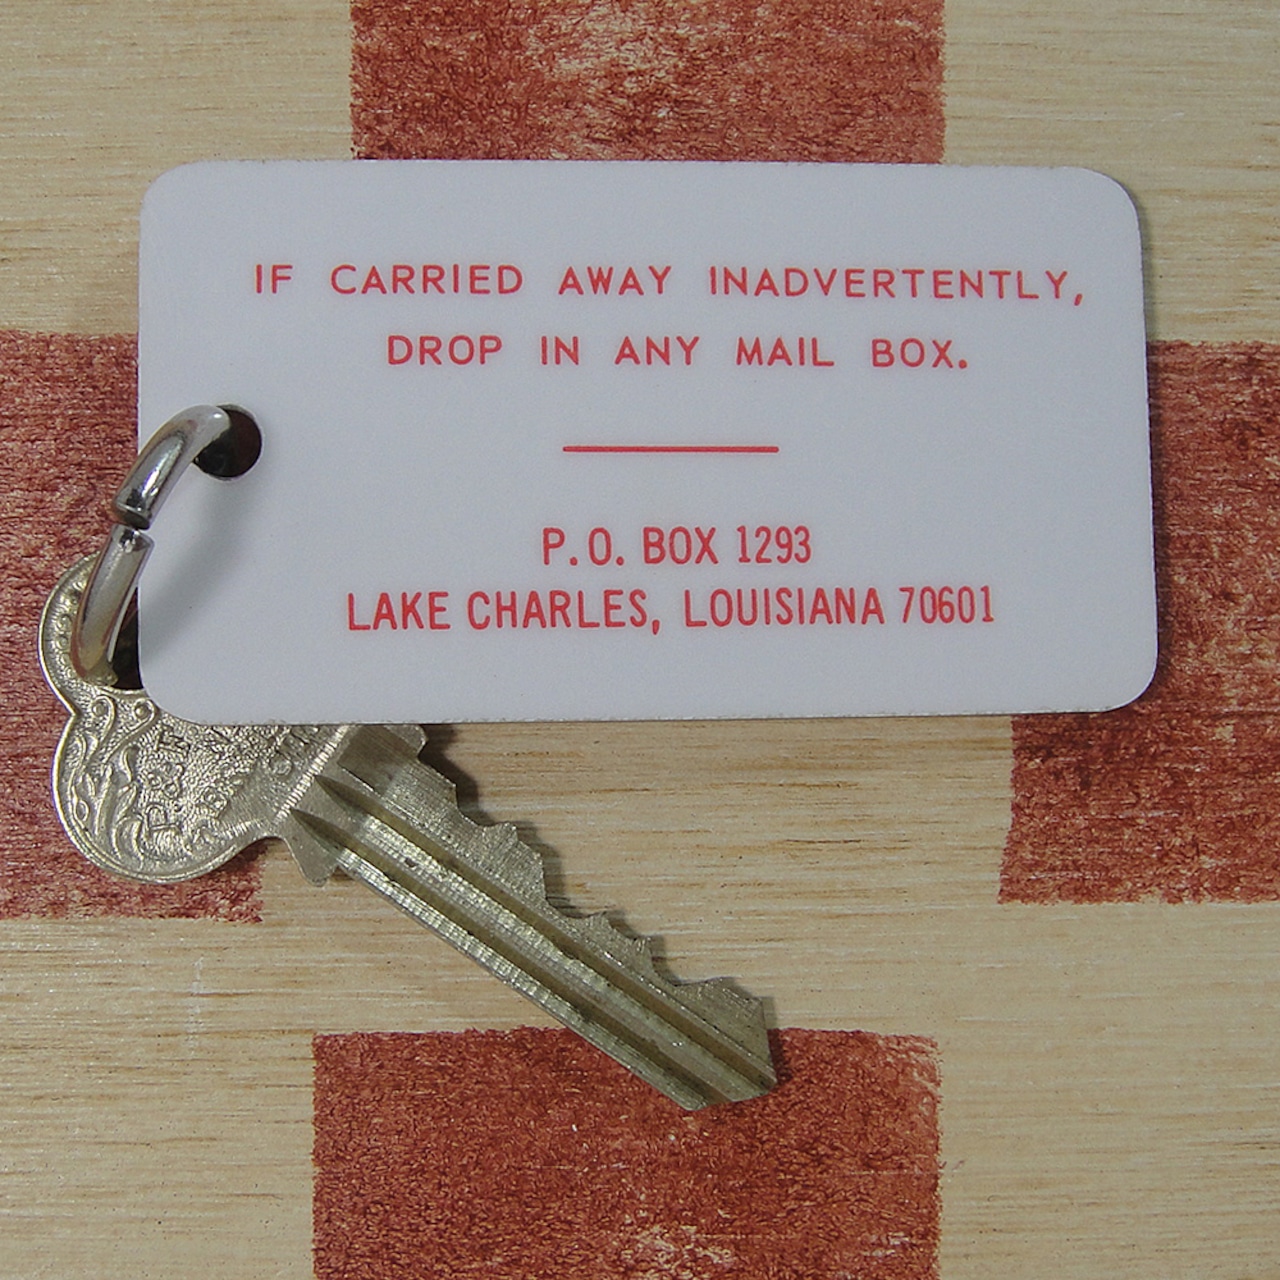 IF CARRIED AWAY INADVERTENTLY,
DROP IN ANY MAIL BOX.
P.O. BOX 1293
LAKE CHARLES, LOUISIANA 70601
P&F